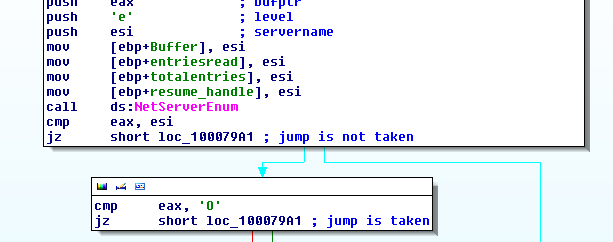 push eax ; bufptr
push 'e' ; level
push esi ; servername
mov [ebp+Buffer], esi
mov [ebp+entriesread], esi
mov [ebp+totalentries], esi
mov [ebp+resume_handle], esi
call ds:NetServerEnum
cmp eax, esi
jz short loc_100079A1 ; jump is not taken
cmp eax, '0'
jz short loc_100079A1 ; jump is taken